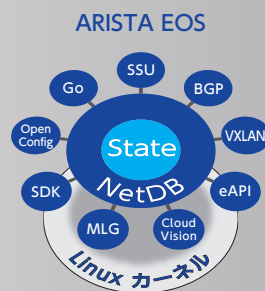 ARISTA EOS
SSU
Go
BGP
Open
Config
VXLAN
State
NetDB
SDK
eAPI
MLG
Cloud
Vision
Linux カーネル